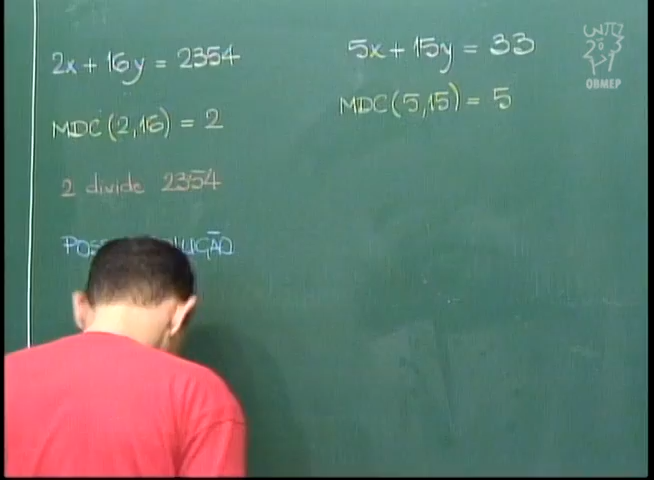 2x + 16y = 2354
MDC (2,16) = 2
2 divide 2354
5x + 15y = 33
MDC (5,15) = 5
OBMEP